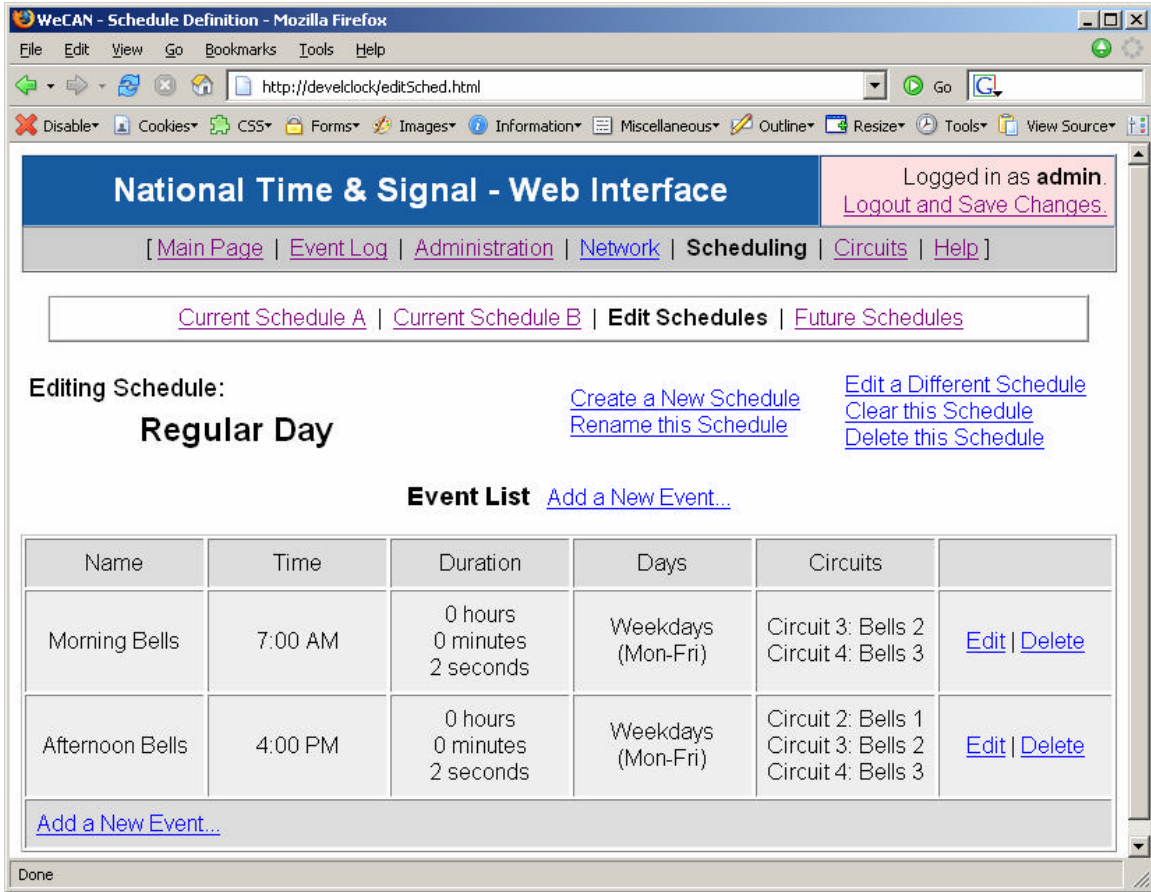 WeCAN - Schedule Definition - Mozilla Firefox
File Edit View Go Bookmarks Tools Help
http://develclock/editSched.html Go G
Disable Cookies CSS Forms Images Information Miscellaneous Outline Resize Tools View Source
National Time & Signal - Web Interface
Logged in as admin.
Logout and Save Changes.
[ Main Page | Event Log | Administration | Network | Scheduling | Circuits | Help ]
Current Schedule A | Current Schedule B | Edit Schedules | Future Schedules
Editing Schedule:
Regular Day
Create a New Schedule
Rename this Schedule
Edit a Different Schedule
Clear this Schedule
Delete this Schedule
Event List Add a New Event...
Name Time Duration Days Circuits
Morning Bells
7:00 AM
0 hours
0 minutes
2 seconds
Weekdays
(Mon-Fri)
Circuit 3: Bells 2
Circuit 4: Bells 3
Edit | Delete
Afternoon Bells
4:00 PM
0 hours
0 minutes
2 seconds
Weekdays
(Mon-Fri)
Circuit 2: Bells 1
Circuit 3: Bells 2
Circuit 4: Bells 3
Edit | Delete
Add a New Event...
Done